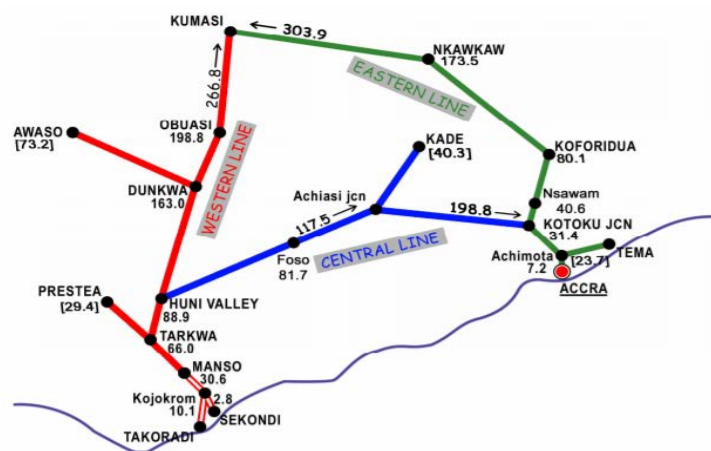 KUMASI
303.9
NKAWKAW
173.5
EASTERN LINE
266.8
OBUASI
198.8
WESTERN LINE
AWASO
[73.2]
KADE
[40.3]
KOFORIDUA
80.1
DUNKWA
163.0
Achiasi jcn
Nsawam
40.6
117.5
198.8
KOTOKU JCN
31.4
Foso
81.7
CENTRAL LINE
Achimota
7.2
TEMA
[23.7]
ACCRA
PRESTEA
[29.4]
HUNI VALLEY
88.9
TARKWA
66.0
MANSO
30.6
Kojokrom
10.1
2.8
SEKONDI
TAKORADI